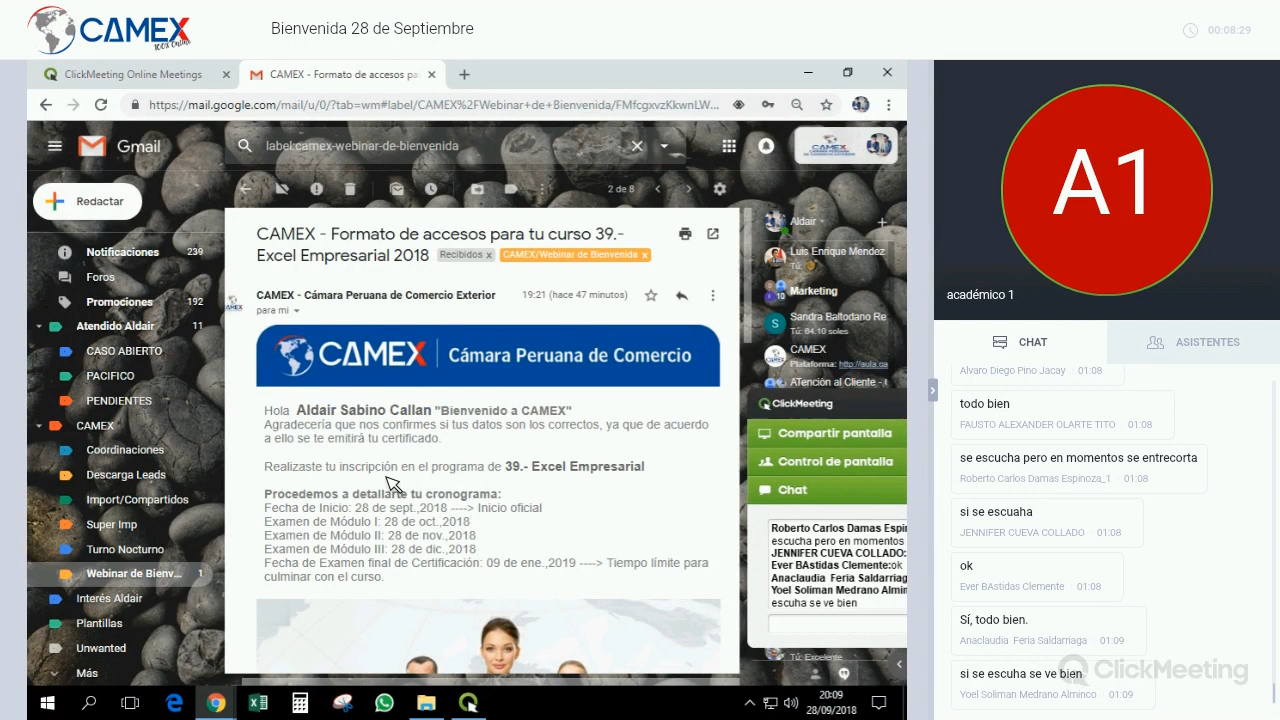 CAMEX
100% Online
Bienvenida 28 de Septiembre
00:08:29
ClickMeeting Online Meetings
CAMEX - Formato de accesos pa
https://mail.google.com/mail/u/0/?tab=wm#label/CAMEX%2FWebinar+de+Bienvenida/FMfcgxvzKkwnLW...
Gmail
label:camex-webinar-de-bienvenida
Redactar
2 de 8
Notificaciones 239
Foros
Promociones 192
Atendido Aldair 11
CASO ABIERTO
PACIFICO
PENDIENTES
CAMEX
Coordinaciones
Descarga Leads
Import/Compartidos
Super Imp
Turno Nocturno
Webinar de Bienv... 1
Interés Aldair
Plantillas
Unwanted
Más
CAMEX - Formato de accesos para tu curso 39.-
Excel Empresarial 2018 Recibidos x CAMEX/Webinar de Bienvenida x
CAMEX - Cámara Peruana de Comercio Exterior 19:21 (hace 47 minutos)
para mi
CAMEX Cámara Peruana de Comercio
Hola Aldair Sabino Callan "Bienvenido a CAMEX"
Agradecería que nos confirmes si tus datos son los correctos, ya que de acuerdo
a ello se te emitirá tu certificado.
Realizaste tu inscripción en el programa de 39.- Excel Empresarial
Procedemos a detallarte tu cronograma:
Fecha de Inicio: 28 de sept.,2018 ----> Inicio oficial
Examen de Módulo I: 28 de oct.,2018
Examen de Módulo II: 28 de nov.,2018
Examen de Módulo III: 28 de dic.,2018
Fecha de Examen final de Certificación: 09 de ene.,2019 ----> Tiempo límite para
culminar con el curso.
Aldair
Luis Enrique Mendez
Tú:
Marketing
10
S
Sandra Baltodano Re
Tú: 64.10 soles
CAMEX
Plataforma: http://aula.ca
ATención al Cliente - (
ClickMeeting
Compartir pantalla
Control de pantalla
Chat
Roberto Carlos Damas Espin
escucha pero en momentos
JENNIFER CUEVA COLLADO:
Ever BAstidas Clemente:ok
Anaclaudia Feria Saldarriag
Yoel Soliman Medrano Almin
escuha se ve bien
Tú: Excelente
20:09
28/09/2018
A1
académico 1
CHAT
ASISTENTES
Alvaro Diego Pino Jacay 01:08
todo bien
FAUSTO ALEXANDER OLARTE TITO 01:08
se escucha pero en momentos se entrecorta
Roberto Carlos Damas Espinoza_1 01:08
si se escuaha
JENNIFER CUEVA COLLADO 01:08
ok
Ever BAstidas Clemente 01:08
Sí, todo bien.
Anaclaudia Feria Saldarriaga 01:09
si se escuha se ve bien
Yoel Soliman Medrano Alminco 01:09
ClickMeeting